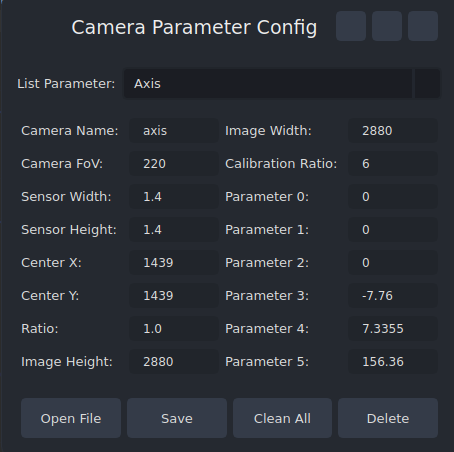 Camera Parameter Config
List Parameter: Axis
Camera Name: axis Image Width: 2880
Camera FoV: 220 Calibration Ratio: 6
Sensor Width: 1.4 Parameter 0: 0
Sensor Height: 1.4 Parameter 1: 0
Center X: 1439 Parameter 2: 0
Center Y: 1439 Parameter 3: -7.76
Ratio: 1.0 Parameter 4: 7.3355
Image Height: 2880 Parameter 5: 156.36
Open File Save Clean All Delete